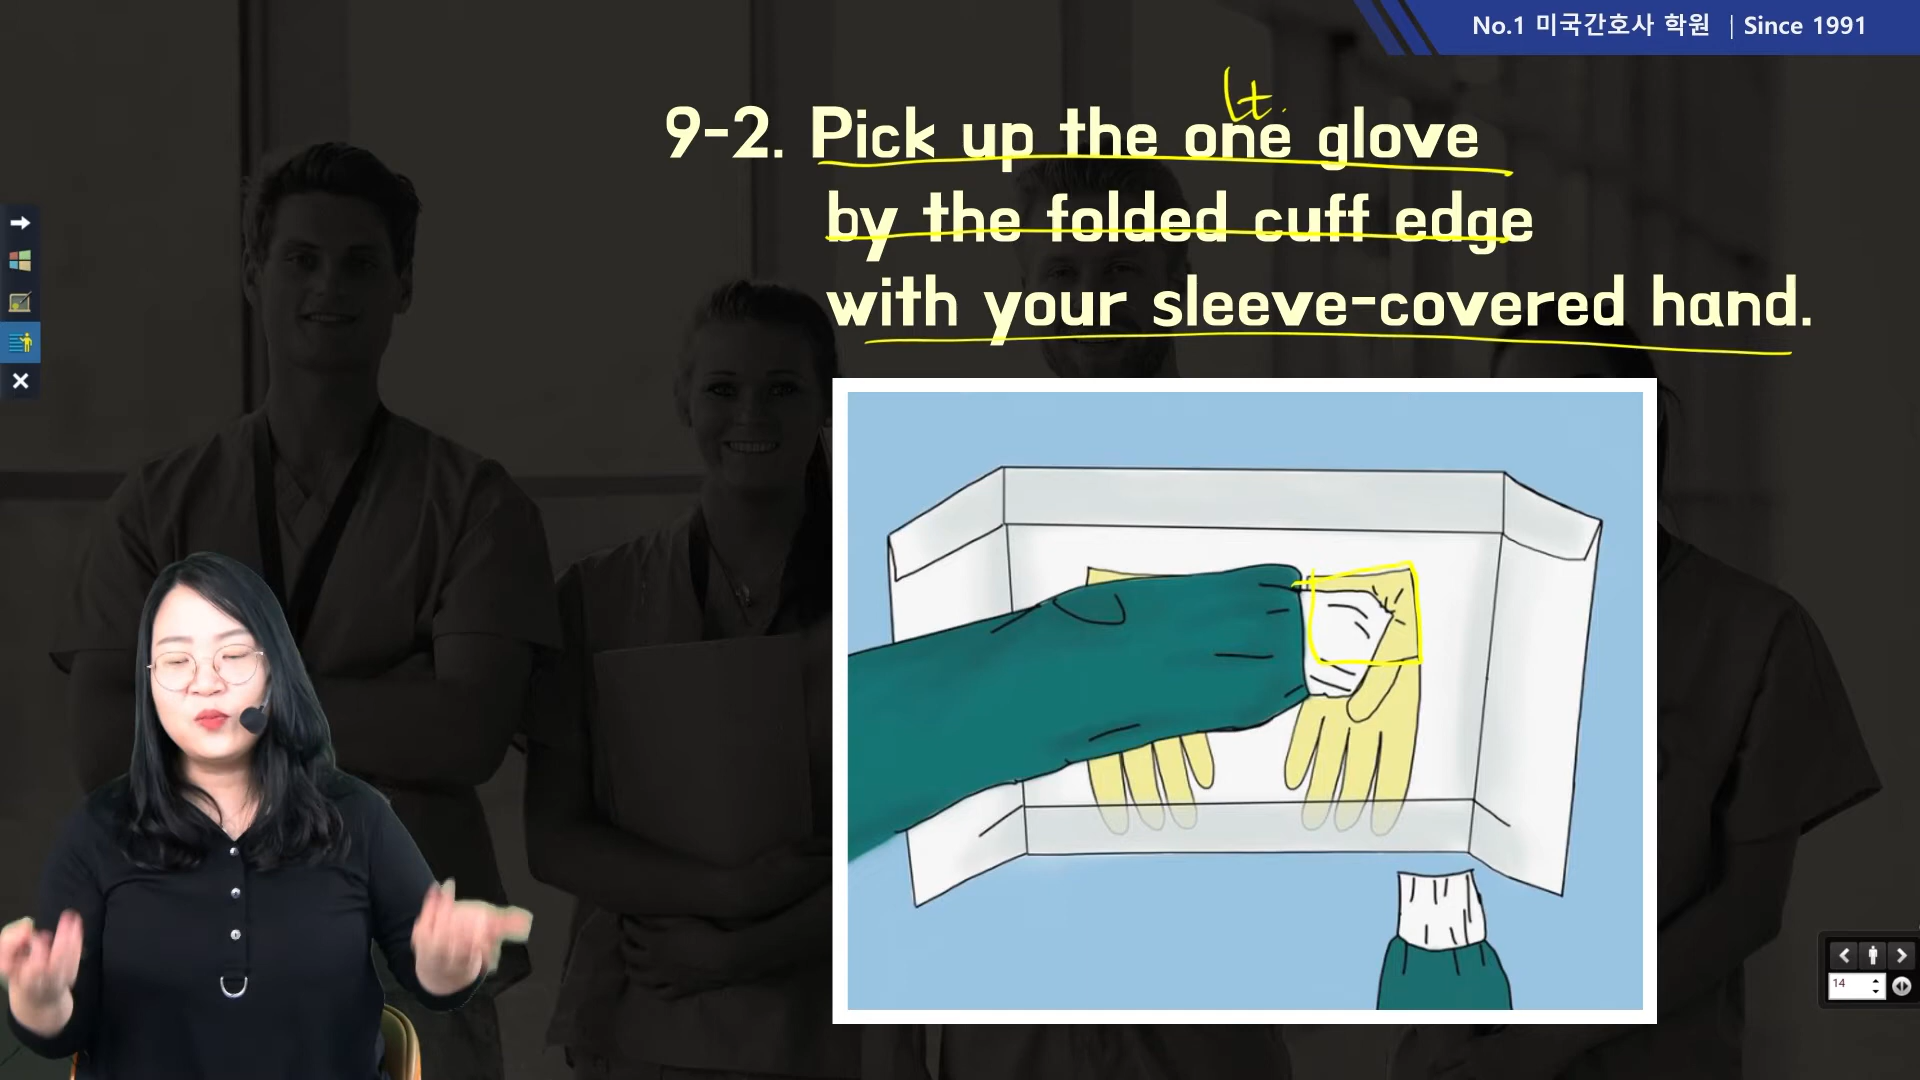 No.1 미국간호사 학원 | Since 1991
Lt.
9-2. Pick up the one glove
by the folded cuff edge
with your sleeve-covered hand.
14